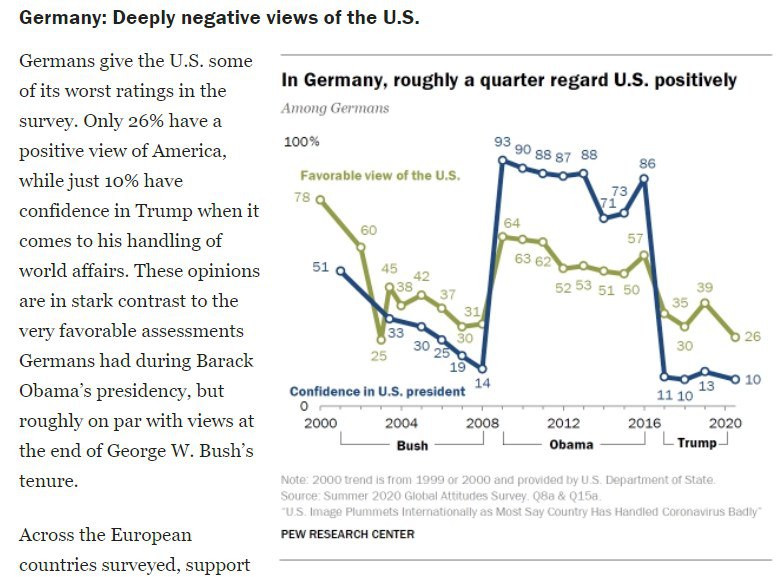 Germany: Deeply negative views of the U.S.
Germans give the U.S. some
of its worst ratings in the
survey. Only 26% have a
positive view of America,
while just 10% have
confidence in Trump when it
comes to his handling of
world affairs. These opinions
are in stark contrast to the
very favorable assessments
Germans had during Barack
Obama's presidency, but
roughly on par with views at
the end of George W. Bush's
tenure.
Across the European
countries surveyed, support
In Germany, roughly a quarter regard U.S. positively
Among Germans
100%
Favorable view of the U.S.
78
60
25
45
38
42
37
30
31
64
63
62
52
53
51
50
57
35
30
39
26
51
33
30
25
19
14
93
90
88
87
88
71
73
86
11
10
13
10
Confidence in U.S. president
0
2000 2004 2008 2012 2016 2020
Bush Obama Trump
Note: 2000 trend is from 1999 or 2000 and provided by U.S. Department of State.
Source: Summer 2020 Global Attitudes Survey. Q8a & Q15a.
"U.S. Image Plummets Internationally as Most Say Country Has Handled Coronavirus Badly"
PEW RESEARCH CENTER